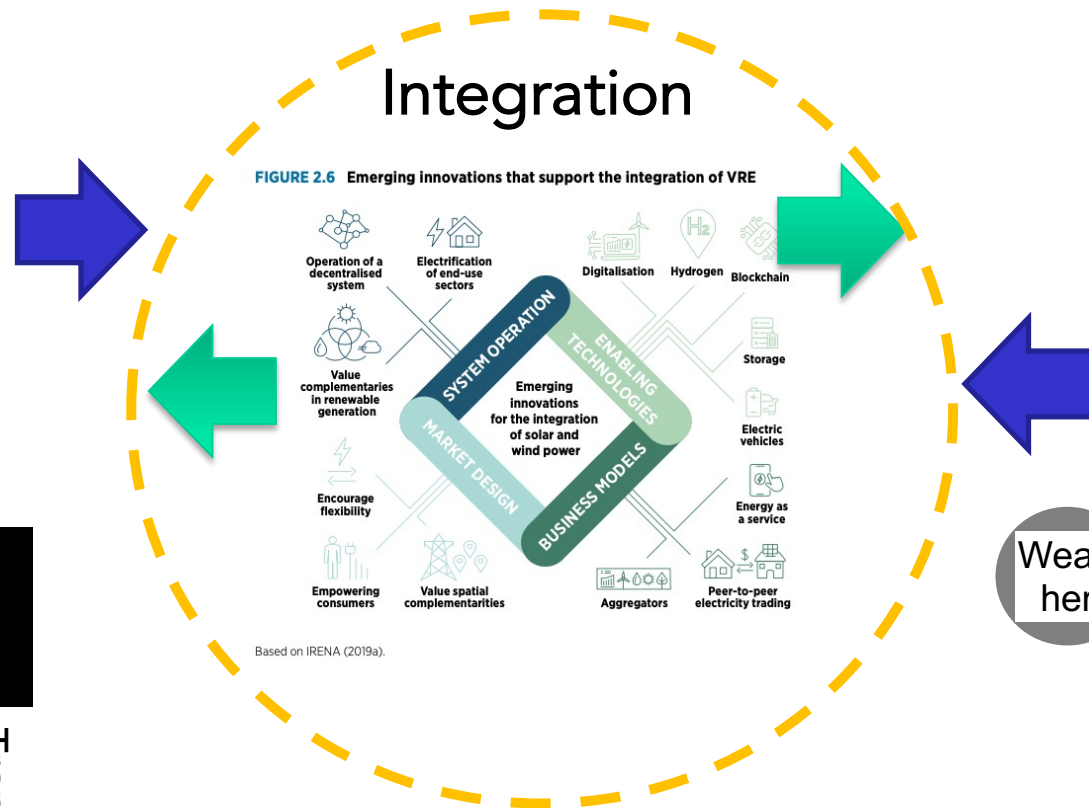 Integration
FIGURE 2.6 Emerging innovations that support the integration of VRE
Operation of a
decentralised
system
Electrification
of end-use
sectors
Digitalisation
H2
Hydrogen
Blockchain
Value
complementaries
in renewable
generation
Storage
SYSTEM OPERATION
ENABLING
TECHNOLOGIES
Emerging
innovations
for the integration
of solar and
wind power
MARKET DESIGN
BUSINESS MODELS
Electric
vehicles
Encourage
flexibility
Energy as
a service
$
Empowering
consumers
Value spatial
complementarities
Aggregators
Peer-to-peer
electricity trading
Based on IRENA (2019a).
H